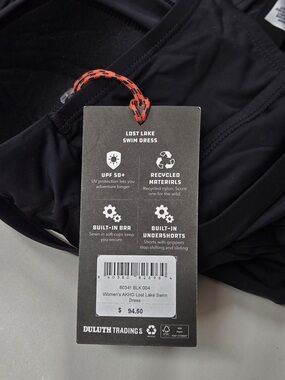 LOST LAKE
SWIM DRESS
UPF 50+
UV protection lets you
adventure longer
RECYCLED
MATERIALS
Recycled nylon. Score
one for the wild
BUILT-IN BRA
Sewn in soft cups keep
you secure
BUILT-IN
UNDERSHORTS
Shorts with grippers
stop shifting and sliding
60341 BLK 004
Women's AKHG Lost Lake Swim
Dress
$ 94.50
DULUTH TRADING
FSC